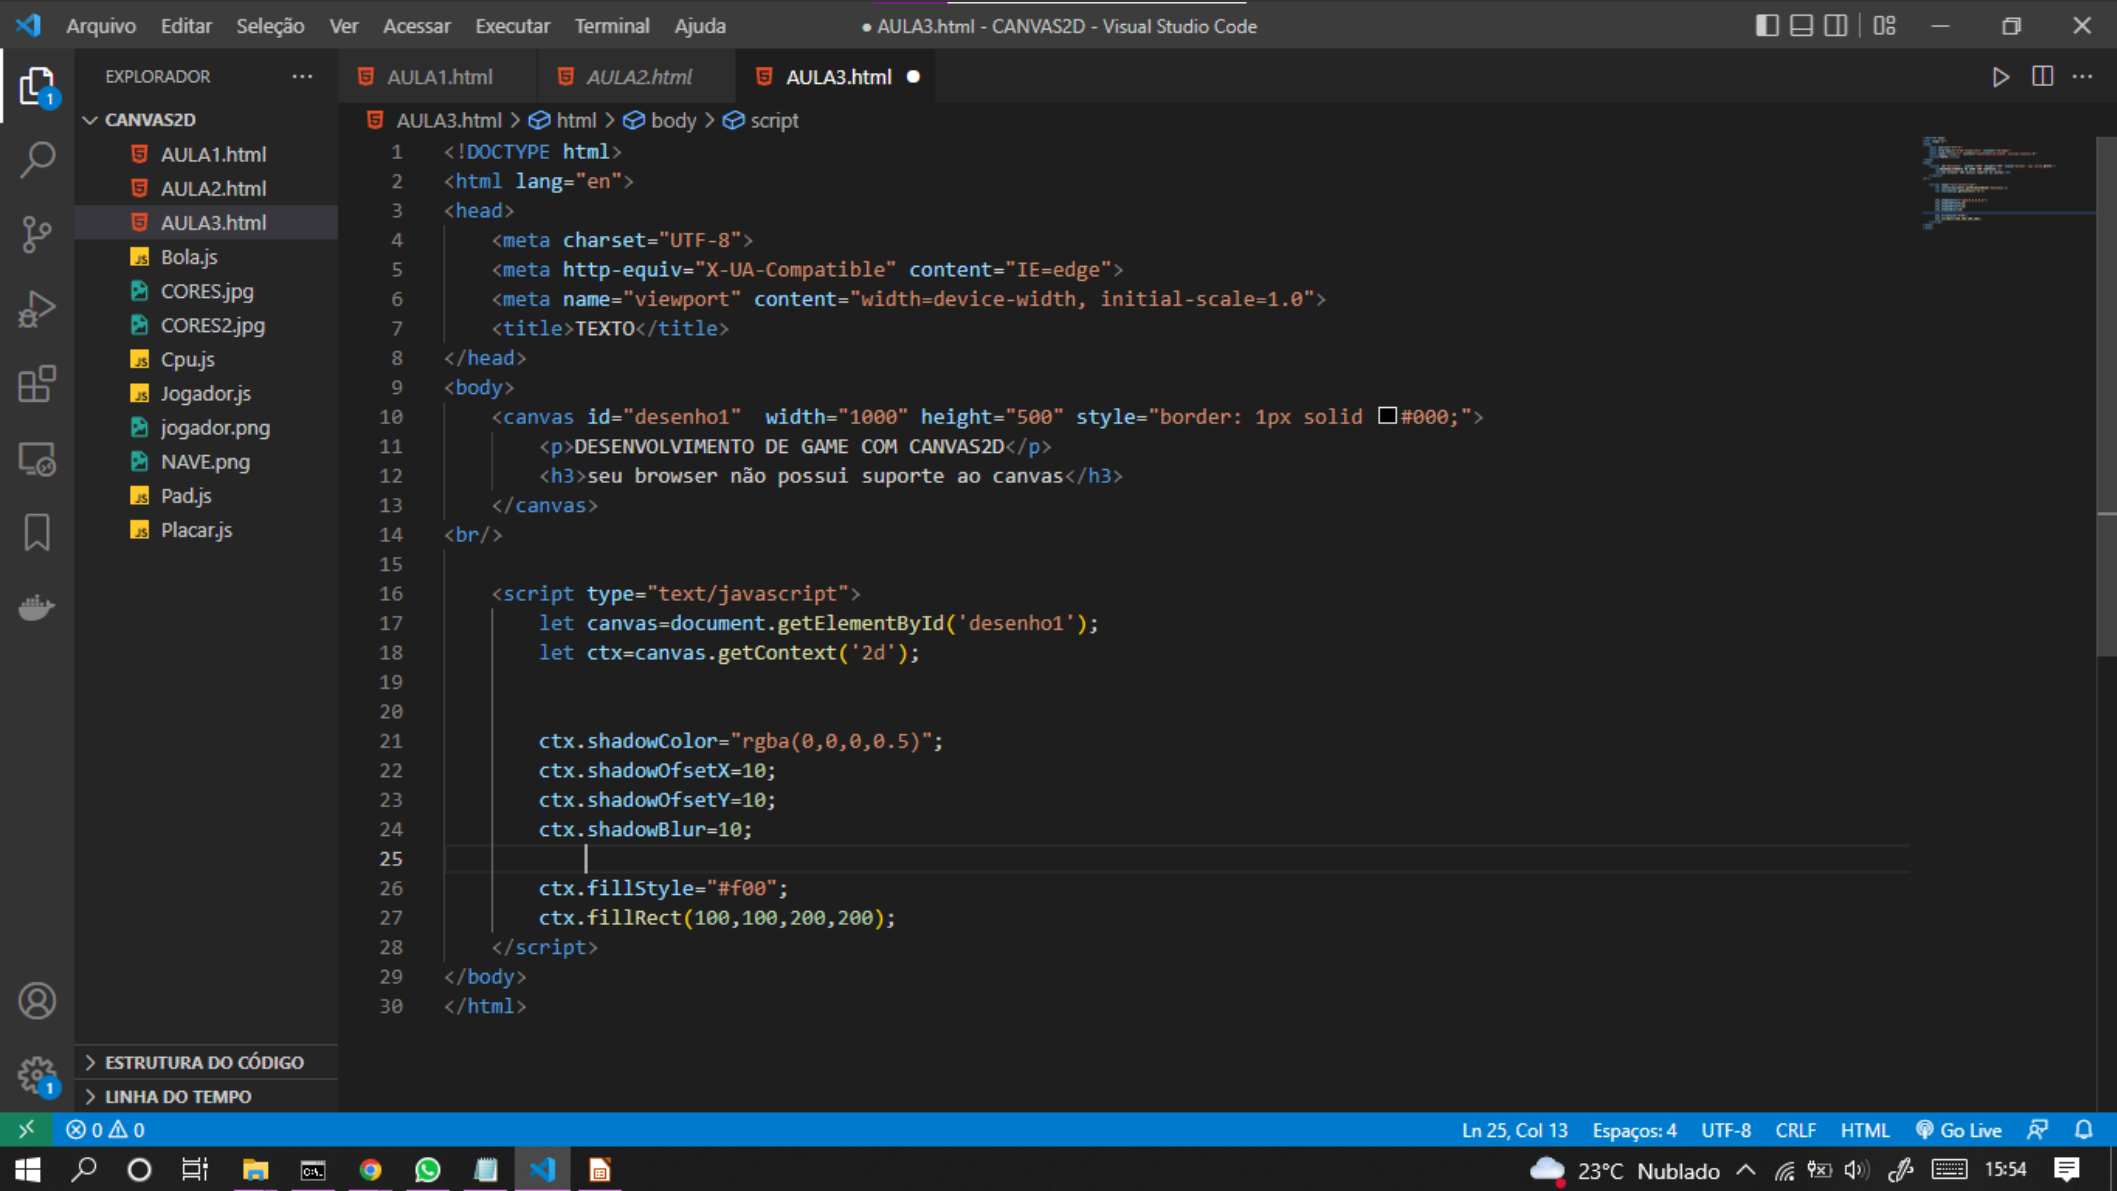 Arquivo Editar Seleção Ver Acessar Executar Terminal Ajuda ● AULA3.html - CANVAS2D - Visual Studio Code
EXPLORADOR ··· AULA1.html AULA2.html AULA3.html ●
1
CANVAS2D
AULA1.html
AULA2.html
AULA3.html
Bola.js
CORES.jpg
CORES2.jpg
Cpu.js
Jogador.js
jogador.png
NAVE.png
Pad.js
Placar.js
AULA3.html > html > body > script
1 <!DOCTYPE html>
2 <html lang="en">
3 <head>
4     <meta charset="UTF-8">
5     <meta http-equiv="X-UA-Compatible" content="IE=edge">
6     <meta name="viewport" content="width=device-width, initial-scale=1.0">
7     <title>TEXTO</title>
8 </head>
9 <body>
10     <canvas id="desenho1"  width="1000" height="500" style="border: 1px solid #000;">
11         <p>DESENVOLVIMENTO DE GAME COM CANVAS2D</p>
12         <h3>seu browser não possui suporte ao canvas</h3>
13     </canvas>
14 <br/>
15
16     <script type="text/javascript">
17         let canvas=document.getElementById('desenho1');
18         let ctx=canvas.getContext('2d');
19
20
21         ctx.shadowColor="rgba(0,0,0,0.5)";
22         ctx.shadowOfsetX=10;
23         ctx.shadowOfsetY=10;
24         ctx.shadowBlur=10;
25
26         ctx.fillStyle="#f00";
27         ctx.fillRect(100,100,200,200);
28     </script>
29 </body>
30 </html>
ESTRUTURA DO CÓDIGO
LINHA DO TEMPO
1
0 0 Ln 25, Col 13 Espaços: 4 UTF-8 CRLF HTML Go Live
23°C Nublado 15:54